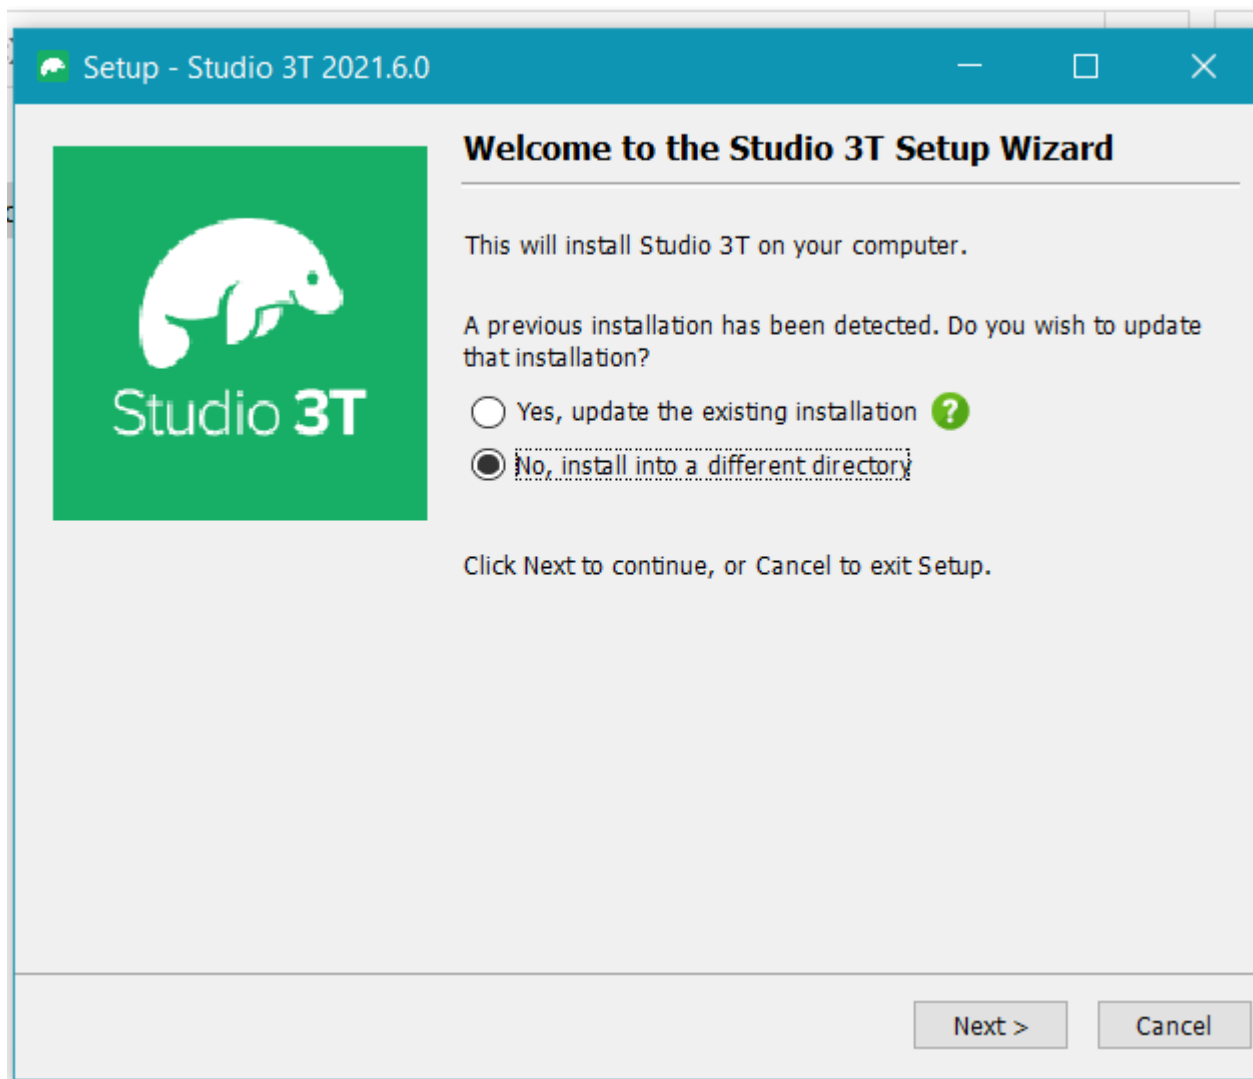 Setup - Studio 3T 2021.6.0
Welcome to the Studio 3T Setup Wizard
Studio 3T
This will install Studio 3T on your computer.
A previous installation has been detected. Do you wish to update
that installation?
Yes, update the existing installation ?
No, install into a different directory
Click Next to continue, or Cancel to exit Setup.
Next >
Cancel